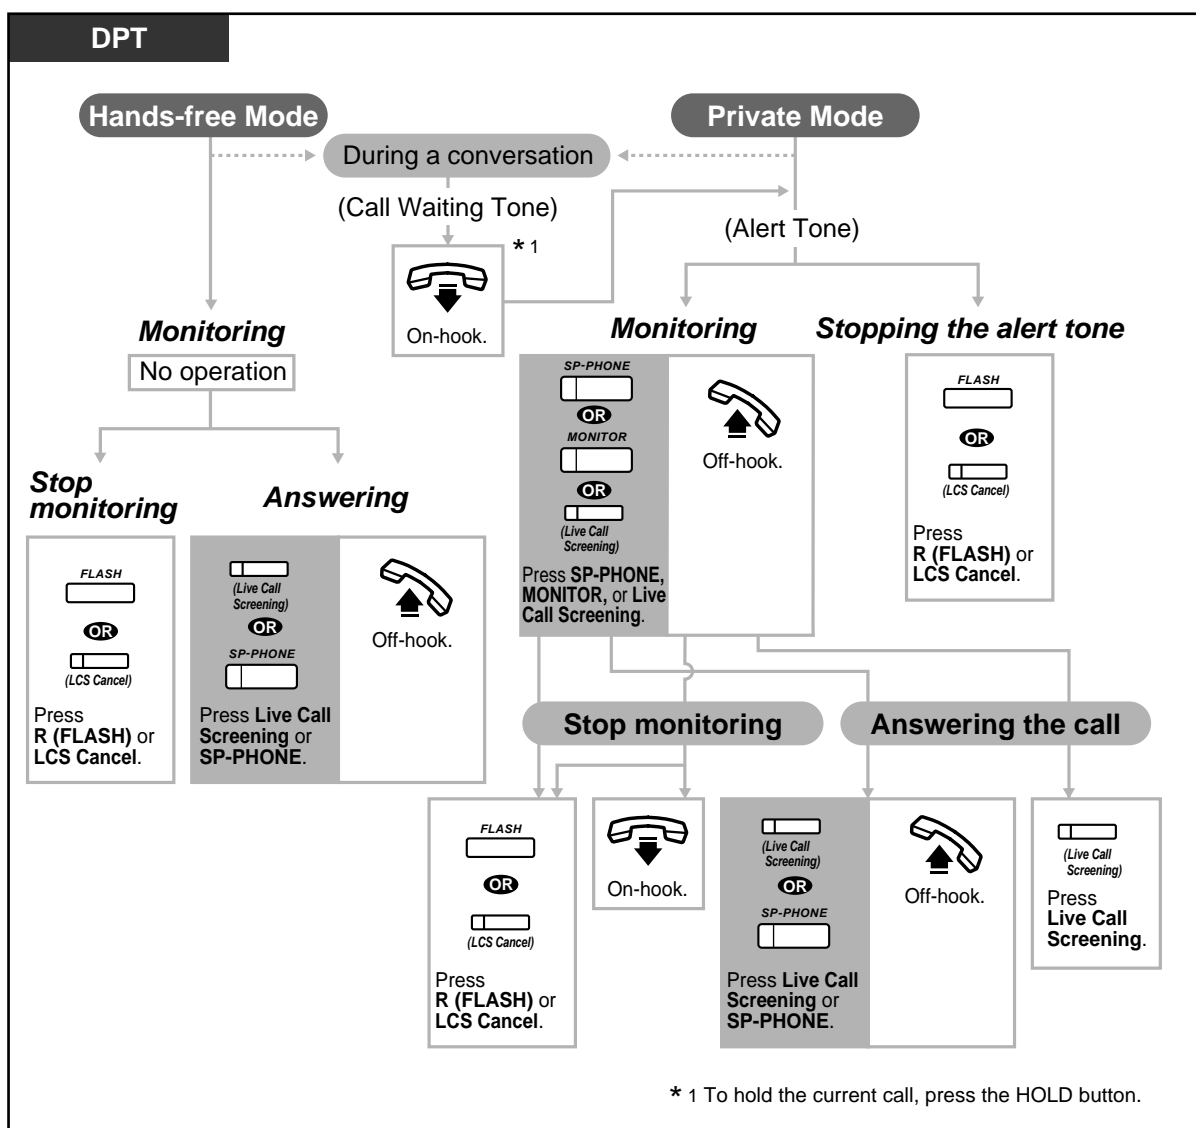 DPT
Hands-free Mode
Private Mode
During a conversation
(Call Waiting Tone)
* 1
(Alert Tone)
On-hook.
Monitoring
No operation
Monitoring
Stopping the alert tone
SP-PHONE
OR
MONITOR
OR
(Live Call
Screening)
Press SP-PHONE,
MONITOR, or Live
Call Screening.
Off-hook.
FLASH
OR
(LCS Cancel)
Press
R (FLASH) or
LCS Cancel.
Stop
monitoring
Answering
FLASH
OR
(LCS Cancel)
Press
R (FLASH) or
LCS Cancel.
(Live Call
Screening)
OR
SP-PHONE
Press Live Call
Screening or
SP-PHONE.
Off-hook.
Stop monitoring
Answering the call
FLASH
OR
(LCS Cancel)
Press
R (FLASH) or
LCS Cancel.
On-hook.
(Live Call
Screening)
OR
SP-PHONE
Press Live Call
Screening or
SP-PHONE.
Off-hook.
(Live Call
Screening)
Press
Live Call
Screening.
* 1 To hold the current call, press the HOLD button.